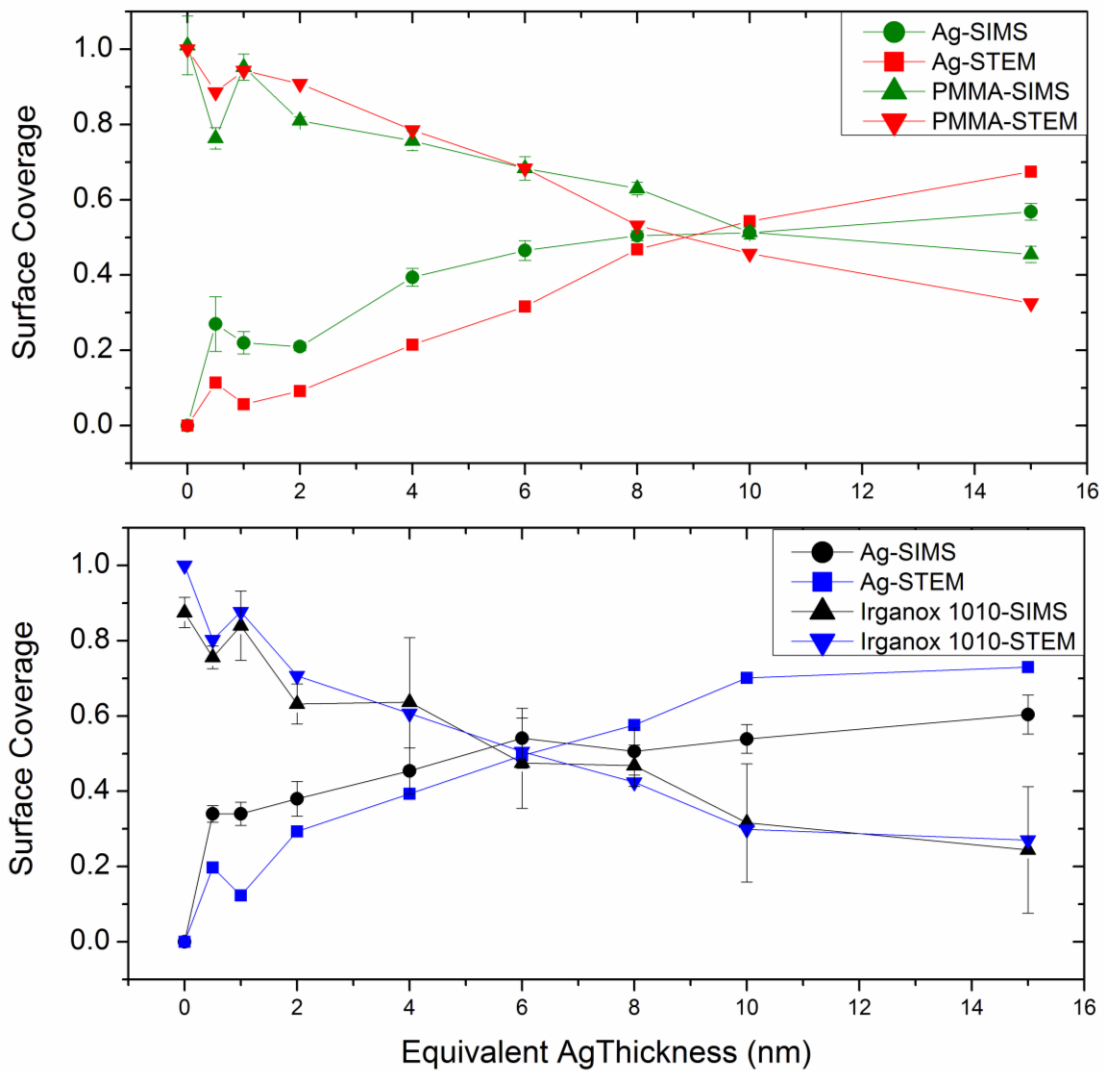 Surface Coverage
1.0
0.8
0.6
0.4
0.2
0.0
Ag-SIMS
Ag-STEM
PMMA-SIMS
PMMA-STEM
0 2 4 6 8 10 12 14 16
Surface Coverage
1.0
0.8
0.6
0.4
0.2
0.0
Ag-SIMS
Ag-STEM
Irganox 1010-SIMS
Irganox 1010-STEM
0 2 4 6 8 10 12 14 16
Equivalent AgThickness (nm)